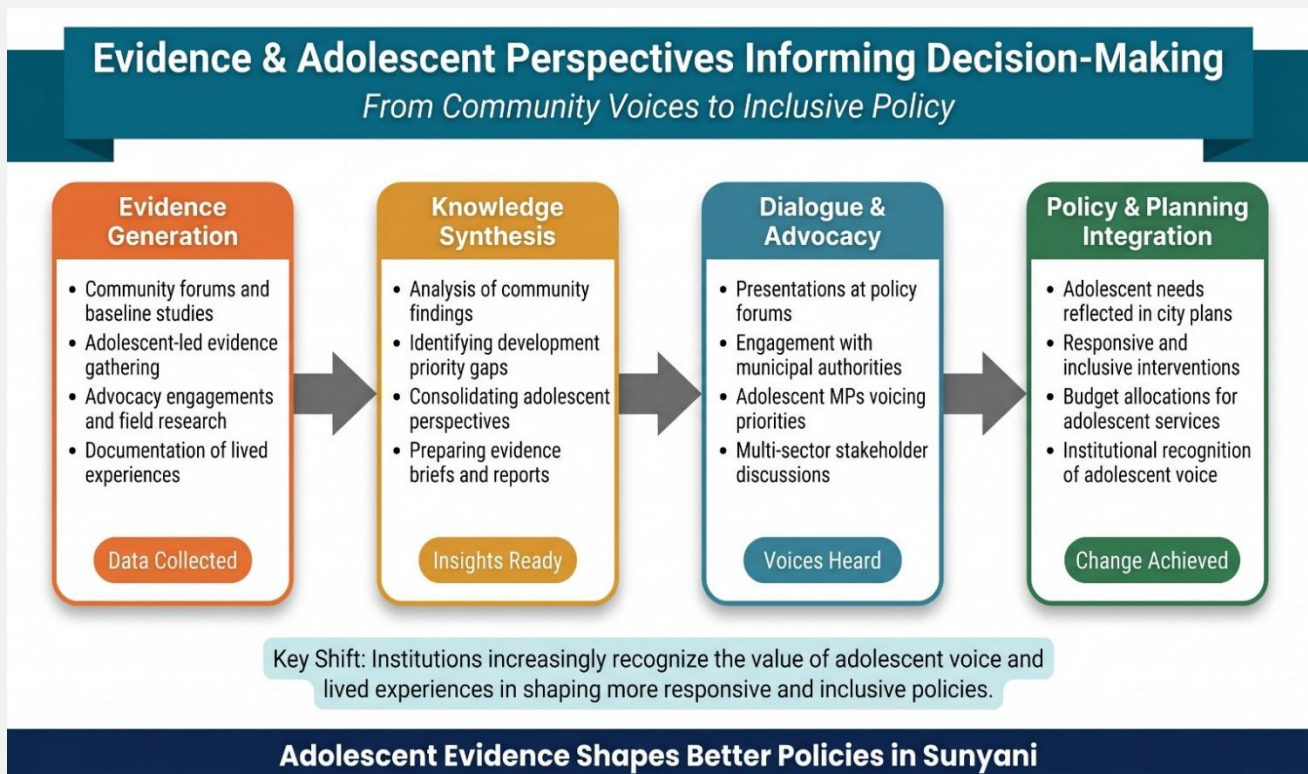 Evidence & Adolescent Perspectives Informing Decision-Making
From Community Voices to Inclusive Policy
Evidence
Generation
• Community forums and
baseline studies
• Adolescent-led evidence
gathering
• Advocacy engagements
and field research
• Documentation of lived
experiences
Data Collected
Knowledge
Synthesis
• Analysis of community
findings
• Identifying development
priority gaps
• Consolidating adolescent
perspectives
• Preparing evidence
briefs and reports
Insights Ready
Dialogue &
Advocacy
• Presentations at policy
forums
• Engagement with
municipal authorities
• Adolescent MPs voicing
priorities
• Multi-sector stakeholder
discussions
Voices Heard
Policy & Planning
Integration
• Adolescent needs
reflected in city plans
• Responsive and
inclusive interventions
• Budget allocations for
adolescent services
• Institutional recognition
of adolescent voice
Change Achieved
Key Shift: Institutions increasingly recognize the value of adolescent voice and
lived experiences in shaping more responsive and inclusive policies.
Adolescent Evidence Shapes Better Policies in Sunyani